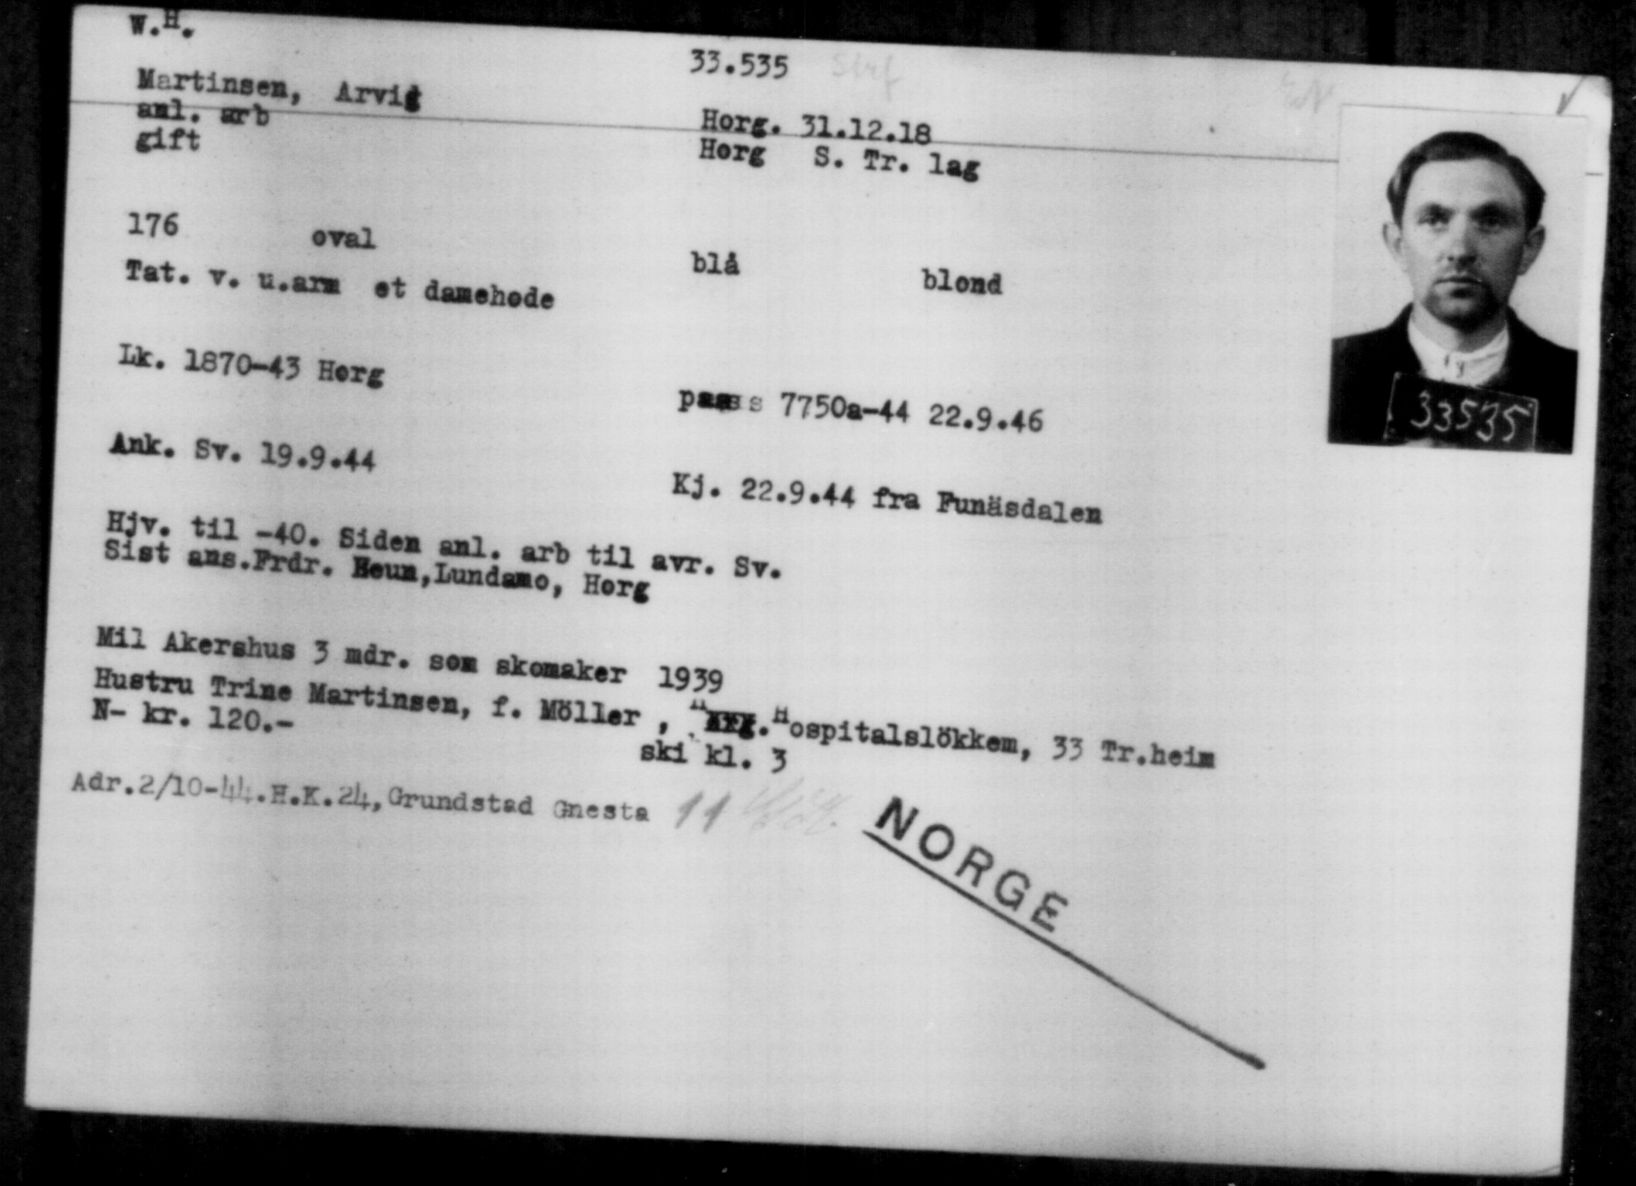 W.H.
33.535
Martinsen, Arvid
Horg. 31.12.18
anl. arb
Horg S. Tr. lag
gift
176 oval blå blond
Tat. v. u.arm et damehode
Lk. 1870-43 Horg
pass 7750a-44 22.9.46
33535
Ank. Sv. 19.9.44
Kj. 22.9.44 fra Funäsdalen
Hjv. til -40. Siden anl. arb til avr. Sv.
Sist ans.Frdr. Heum,Lundamo, Horg
Mil Akershus 3 mdr. som skomaker 1939
Hustru Trine Martinsen, f. Möller , Hospitalslökkem, 33 Tr.heim
N- kr. 120.-
ski kl. 3
Adr.2/10-44.H.K.24,Grundstad Gnesta 11
NORGE